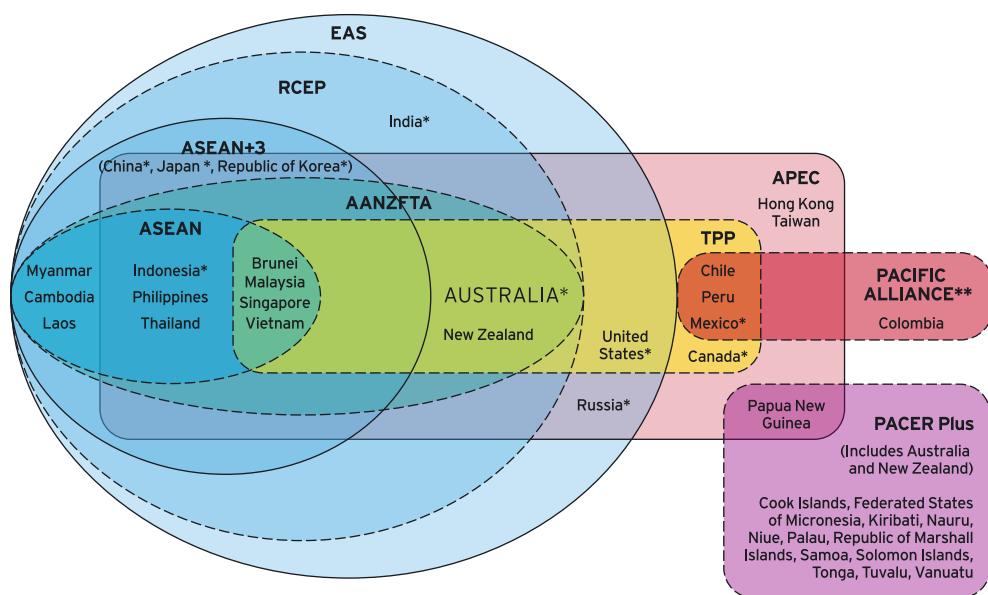 EAS
RCEP
India*
ASEAN+3
(China*, Japan *, Republic of Korea*)
APEC
Hong Kong
Taiwan
AANZFTA
ASEAN
TPP
Myanmar
Cambodia
Laos
Indonesia*
Philippines
Thailand
Brunei
Malaysia
Singapore
Vietnam
AUSTRALIA*
New Zealand
United
States*
Chile
Peru
Mexico*
Canada*
PACIFIC
ALLIANCE**
Colombia
Russia*
Papua New
Guinea
PACER Plus
(Includes Australia
and New Zealand)
Cook Islands, Federated States
of Micronesia, Kiribati, Nauru,
Niue, Palau, Republic of Marshall
Islands, Samoa, Solomon Islands,
Tonga, Tuvalu, Vanuatu